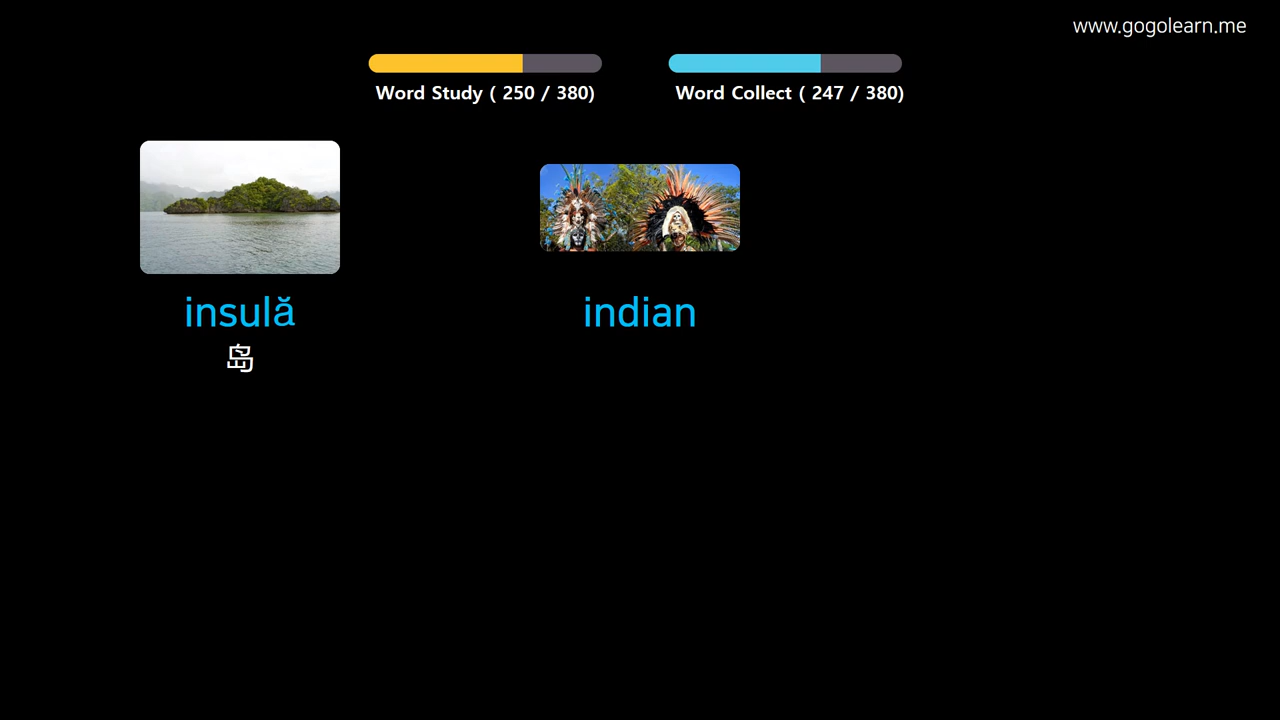 www.gogolearn.me
Word Study ( 250 / 380)
Word Collect ( 247 / 380)
insulă
岛
indian